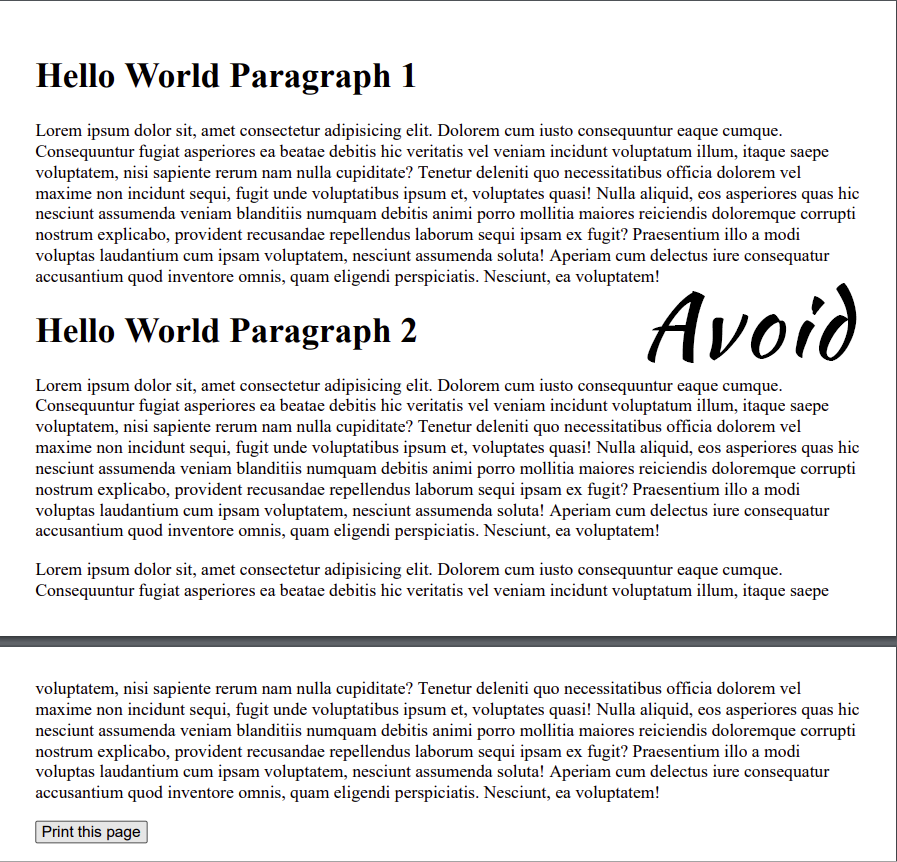 Hello World Paragraph 1
Lorem ipsum dolor sit, amet consectetur adipisicing elit. Dolorem cum iusto consequuntur eaque cumque.
Consequuntur fugiat asperiores ea beatae debitis hic veritatis vel veniam incidunt voluptatum illum, itaque saepe
voluptatem, nisi sapiente rerum nam nulla cupiditate? Tenetur deleniti quo necessitatibus officia dolorem vel
maxime non incidunt sequi, fugit unde voluptatibus ipsum et, voluptates quasi! Nulla aliquid, eos asperiores quas hic
nesciunt assumenda veniam blanditiis numquam debitis animi porro mollitia maiores reiciendis doloremque corrupti
nostrum explicabo, provident recusandae repellendus laborum sequi ipsam ex fugit? Praesentium illo a modi
voluptas laudantium cum ipsam voluptatem, nesciunt assumenda soluta! Aperiam cum delectus iure consequatur
accusantium quod inventore omnis, quam eligendi perspiciatis. Nesciunt, ea voluptatem!
Avoid
Hello World Paragraph 2
Lorem ipsum dolor sit, amet consectetur adipisicing elit. Dolorem cum iusto consequuntur eaque cumque.
Consequuntur fugiat asperiores ea beatae debitis hic veritatis vel veniam incidunt voluptatum illum, itaque saepe
voluptatem, nisi sapiente rerum nam nulla cupiditate? Tenetur deleniti quo necessitatibus officia dolorem vel
maxime non incidunt sequi, fugit unde voluptatibus ipsum et, voluptates quasi! Nulla aliquid, eos asperiores quas hic
nesciunt assumenda veniam blanditiis numquam debitis animi porro mollitia maiores reiciendis doloremque corrupti
nostrum explicabo, provident recusandae repellendus laborum sequi ipsam ex fugit? Praesentium illo a modi
voluptas laudantium cum ipsam voluptatem, nesciunt assumenda soluta! Aperiam cum delectus iure consequatur
accusantium quod inventore omnis, quam eligendi perspiciatis. Nesciunt, ea voluptatem!
Lorem ipsum dolor sit, amet consectetur adipisicing elit. Dolorem cum iusto consequuntur eaque cumque.
Consequuntur fugiat asperiores ea beatae debitis hic veritatis vel veniam incidunt voluptatum illum, itaque saepe
voluptatem, nisi sapiente rerum nam nulla cupiditate? Tenetur deleniti quo necessitatibus officia dolorem vel
maxime non incidunt sequi, fugit unde voluptatibus ipsum et, voluptates quasi! Nulla aliquid, eos asperiores quas hic
nesciunt assumenda veniam blanditiis numquam debitis animi porro mollitia maiores reiciendis doloremque corrupti
nostrum explicabo, provident recusandae repellendus laborum sequi ipsam ex fugit? Praesentium illo a modi
voluptas laudantium cum ipsam voluptatem, nesciunt assumenda soluta! Aperiam cum delectus iure consequatur
accusantium quod inventore omnis, quam eligendi perspiciatis. Nesciunt, ea voluptatem!
Print this page